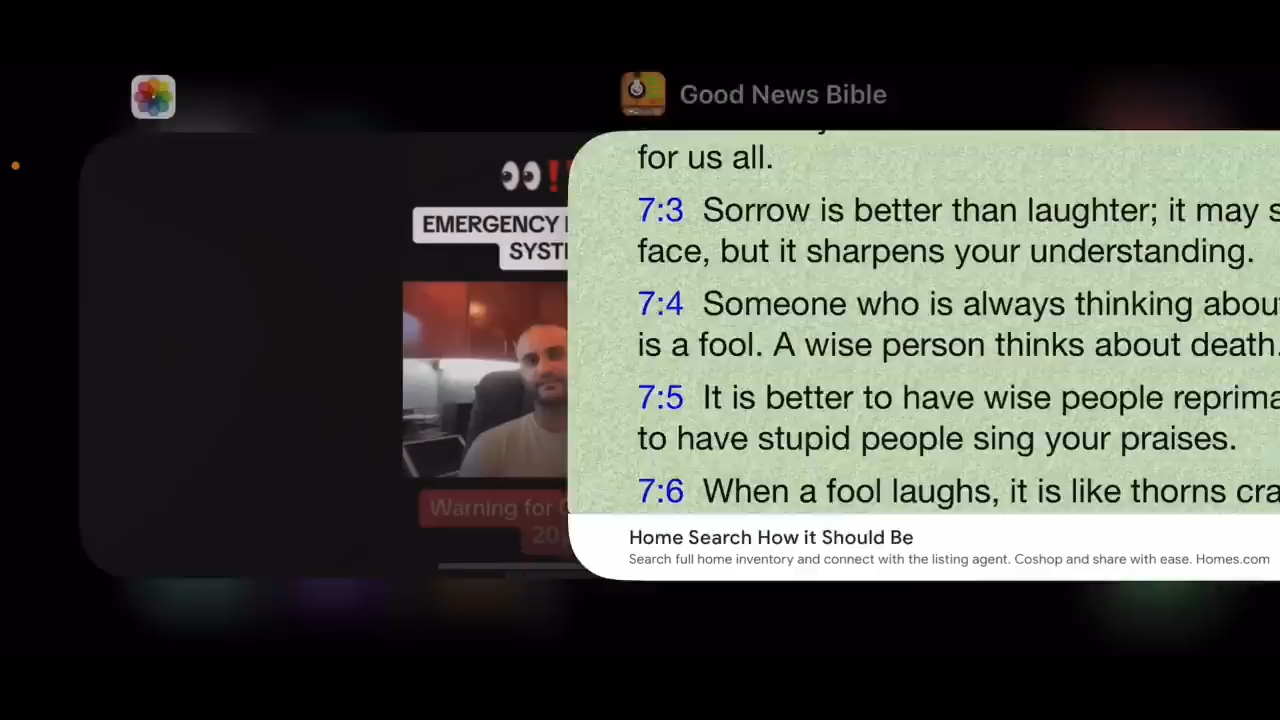 Good News Bible
EMERGENCY
Warning for
20
for us all.
7:3 Sorrow is better than laughter; it may
face, but it sharpens your understanding.
7:4 Someone who is always thinking
is a fool. A wise person thinks about death.
7:5 It is better to have wise people
to have stupid people sing your praises.
7:6 When a fool laughs, it is like thorns
Home Search How it Should Be
Search full home inventory and connect with the listing agent. Coshop and share with ease. Homes.com